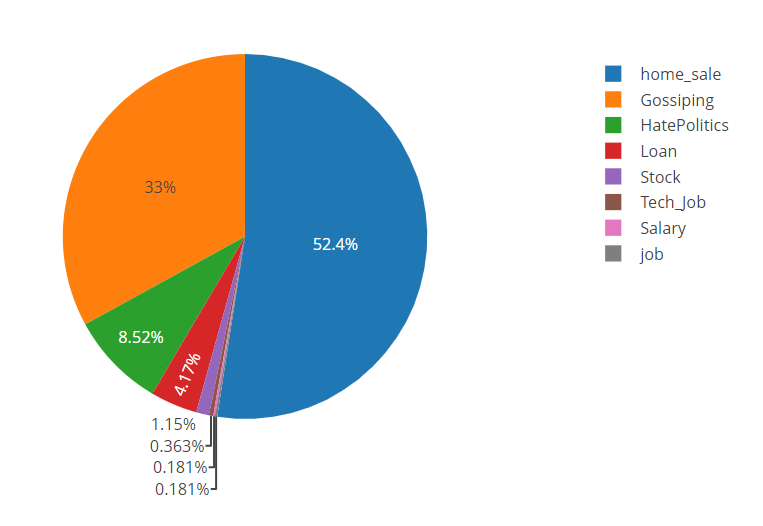 home_sale
Gossiping
HatePolitics
Loan
Stock
Tech_Job
Salary
job
33%
52.4%
8.52%
4.17%
1.15%
0.363%
0.181%
0.181%